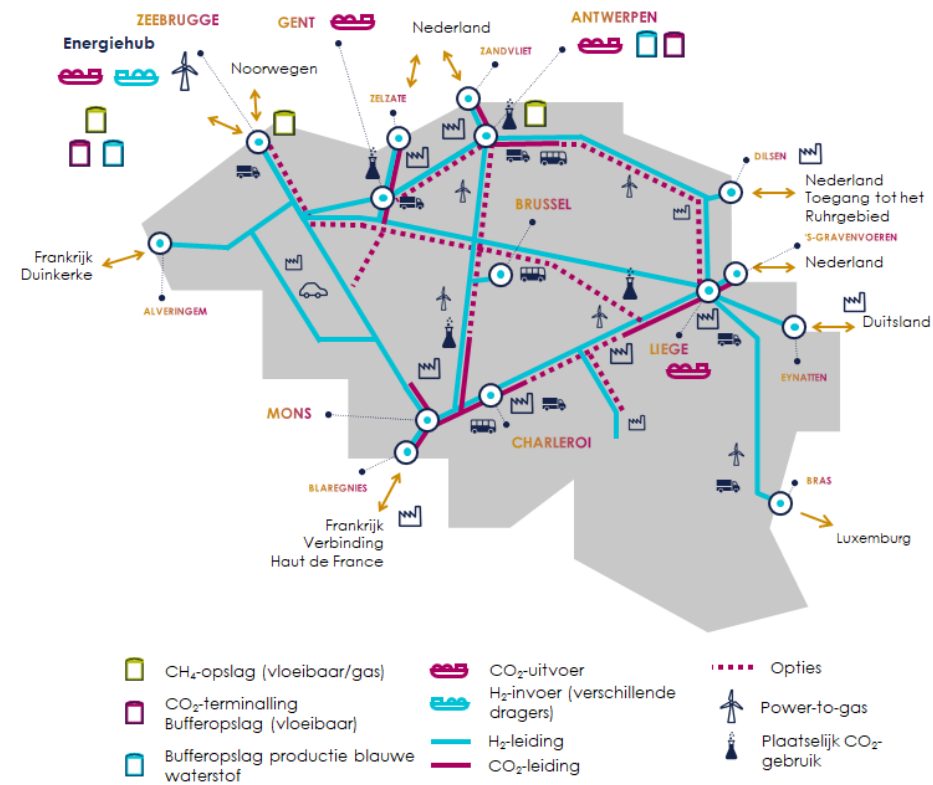 ZEEBRUGGE
GENT
ANTWERPEN
Energiehub
Nederland
ZANDVLIET
Noorwegen
ZELZATE
DILSEN
Nederland
Toegang tot het
Ruhrgebied
BRUSSEL
'S-GRAVENVOEREN
Nederland
Frankrijk
Duinkerke
ALVERINGEM
Duitsland
LIEGE
EYNATTEN
MONS
CHARLEROI
BLAREGNIES
BRAS
Frankrijk
Verbinding
Haut de France
Luxemburg
CH₄-opslag (vloeibaar/gas)
CO₂-terminalling
Bufferopslag (vloeibaar)
Bufferopslag productie blauwe
waterstof
CO₂-uitvoer
H₂-invoer (verschillende
dragers)
H₂-leiding
CO₂-leiding
Opties
Power-to-gas
Plaatselijk CO₂-
gebruik